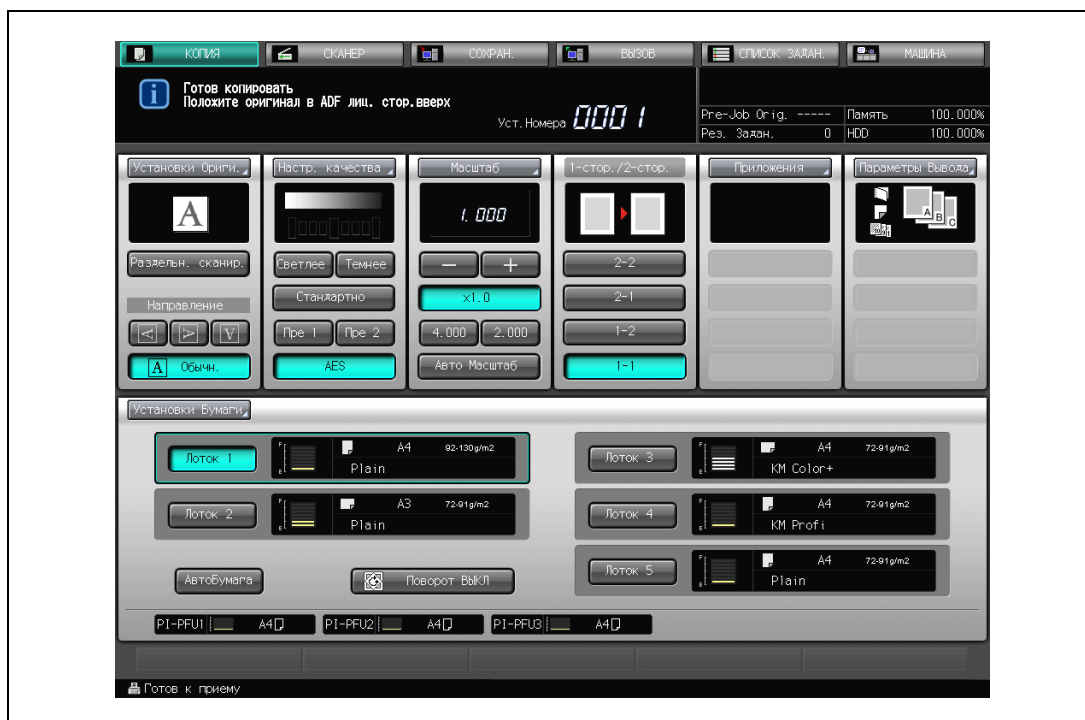 КОПИЯ СКАНЕР СОХРАН. ВЫЗОВ СПИСОК ЗАДАН. МАШИНА
Готов копировать
Положите оригинал в ADF лиц. стор.вверх
Уст.Номера 0001
Pre-Job Orig. ----- Память 100.000%
Рез. Задан. 0 HDD 100.000%
Установки Ориги. Настр. качества Масштаб 1-стор./2-стор. Приложения Параметры Вывода
A 1.000 A B C
Раздельн. сканир. Светлее Темнее − + 2-2
Направление Стандартно x1.0 2-1
A A A Пре 1 Пре 2 4.000 2.000 1-2
A Обычн. AES Авто Масштаб 1-1
Установки Бумаги
Лоток 1 F E A4 92-130g/m2
Plain
Лоток 3 F E A4 72-91g/m2
KM Color+
Лоток 2 F E A3 72-91g/m2
Plain
Лоток 4 F E A4 72-91g/m2
KM Profi
АвтоБумага Поворот ВЫКЛ
Лоток 5 F E A4 72-91g/m2
Plain
PI-PFU1 A4 PI-PFU2 A4 PI-PFU3 A4
Готов к приему